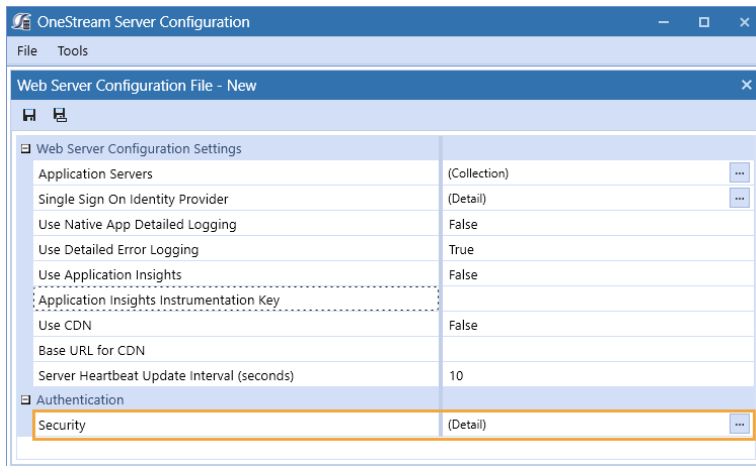 OneStream Server Configuration
File Tools
Web Server Configuration File - New
Web Server Configuration Settings
Application Servers (Collection) ...
Single Sign On Identity Provider (Detail) ...
Use Native App Detailed Logging False
Use Detailed Error Logging True
Use Application Insights False
Application Insights Instrumentation Key
Use CDN False
Base URL for CDN
Server Heartbeat Update Interval (seconds) 10
Authentication
Security (Detail) ...